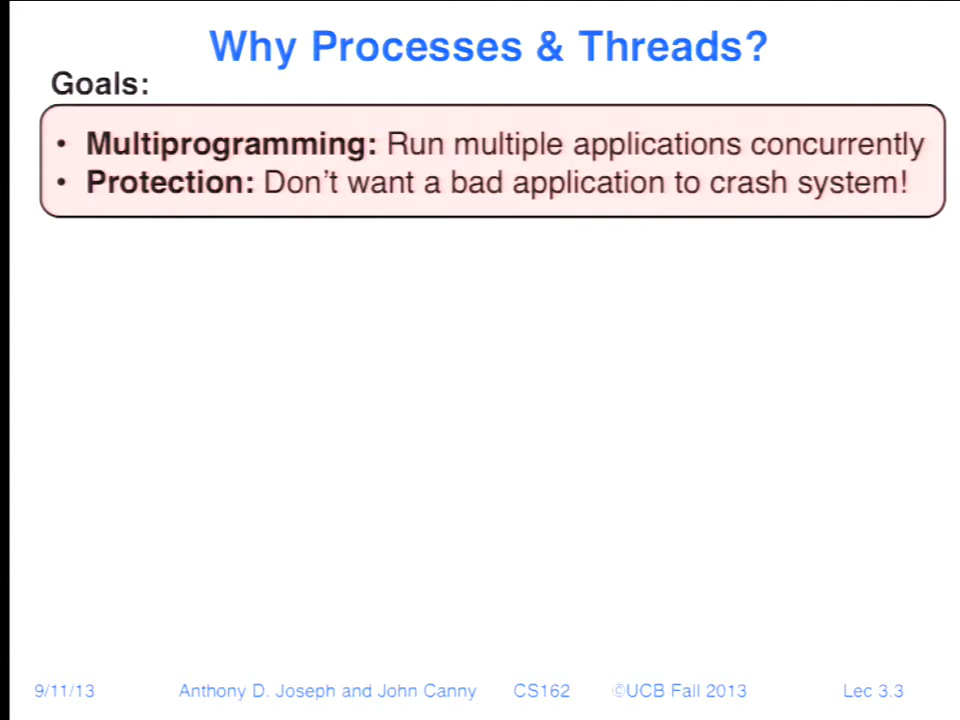 Why Processes & Threads?
Goals:
• Multiprogramming: Run multiple applications concurrently
• Protection: Don't want a bad application to crash system!
9/11/13 Anthony D. Joseph and John Canny CS162 ©UCB Fall 2013 Lec 3.3